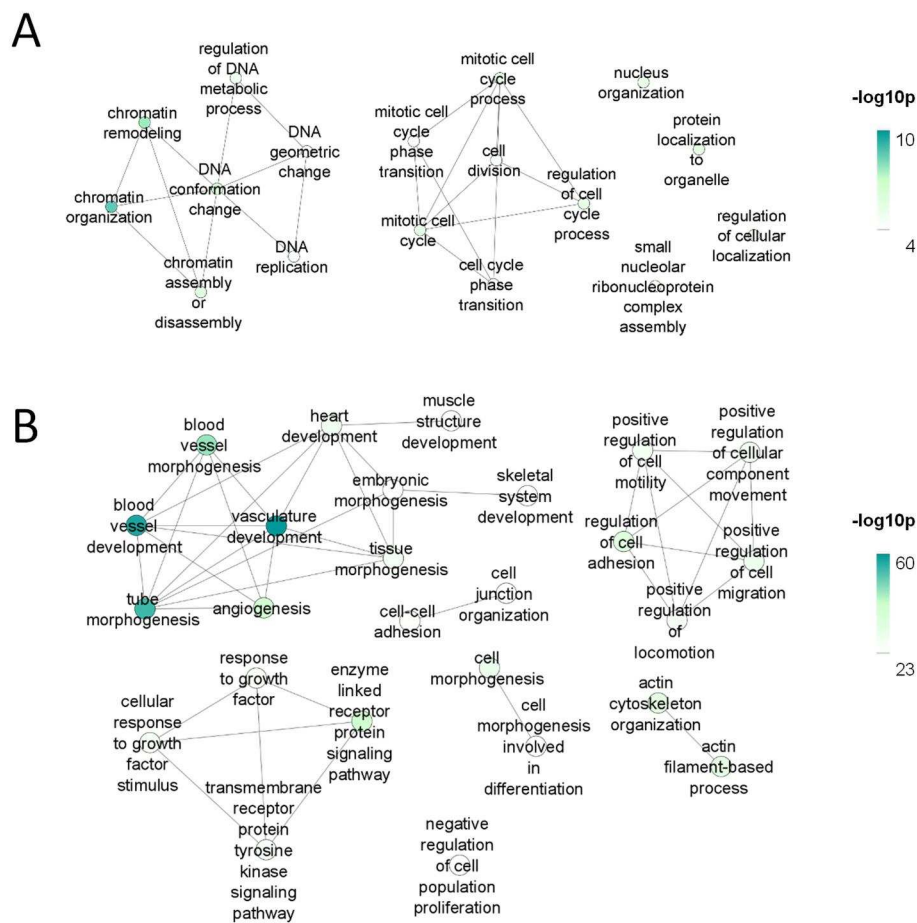 A
regulation
of DNA
metabolic
process
chromatin
remodeling
DNA
geometric
change
DNA
conformation
change
chromatin
organization
DNA
replication
chromatin
assembly
or
disassembly
mitotic cell
cycle
process
mitotic cell
cycle
phase
transition
cell
division
regulation
of cell
cycle
process
mitotic cell
cycle
cell cycle
phase
transition
nucleus
organization
protein
localization
to
organelle
regulation
of cellular
localization
small
nucleolar
ribonucleoprotein
complex
assembly
-log10p
10
4
B
blood
vessel
morphogenesis
heart
development
muscle
structure
development
embryonic
morphogenesis
skeletal
system
development
blood
vessel
development
vasculature
development
tissue
morphogenesis
tube
morphogenesis
angiogenesis
cell
junction
organization
cell-cell
adhesion
positive
regulation
of cell
motility
positive
regulation
of cellular
component
movement
regulation
of cell
adhesion
positive
regulation
of cell
migration
positive
regulation
of
locomotion
-log10p
60
23
response
to growth
factor
enzyme
linked
receptor
protein
signaling
pathway
cellular
response
to growth
factor
stimulus
transmembrane
receptor
protein
tyrosine
kinase
signaling
pathway
cell
morphogenesis
cell
morphogenesis
involved
in
differentiation
actin
cytoskeleton
organization
actin
filament-based
process
negative
regulation
of cell
population
proliferation